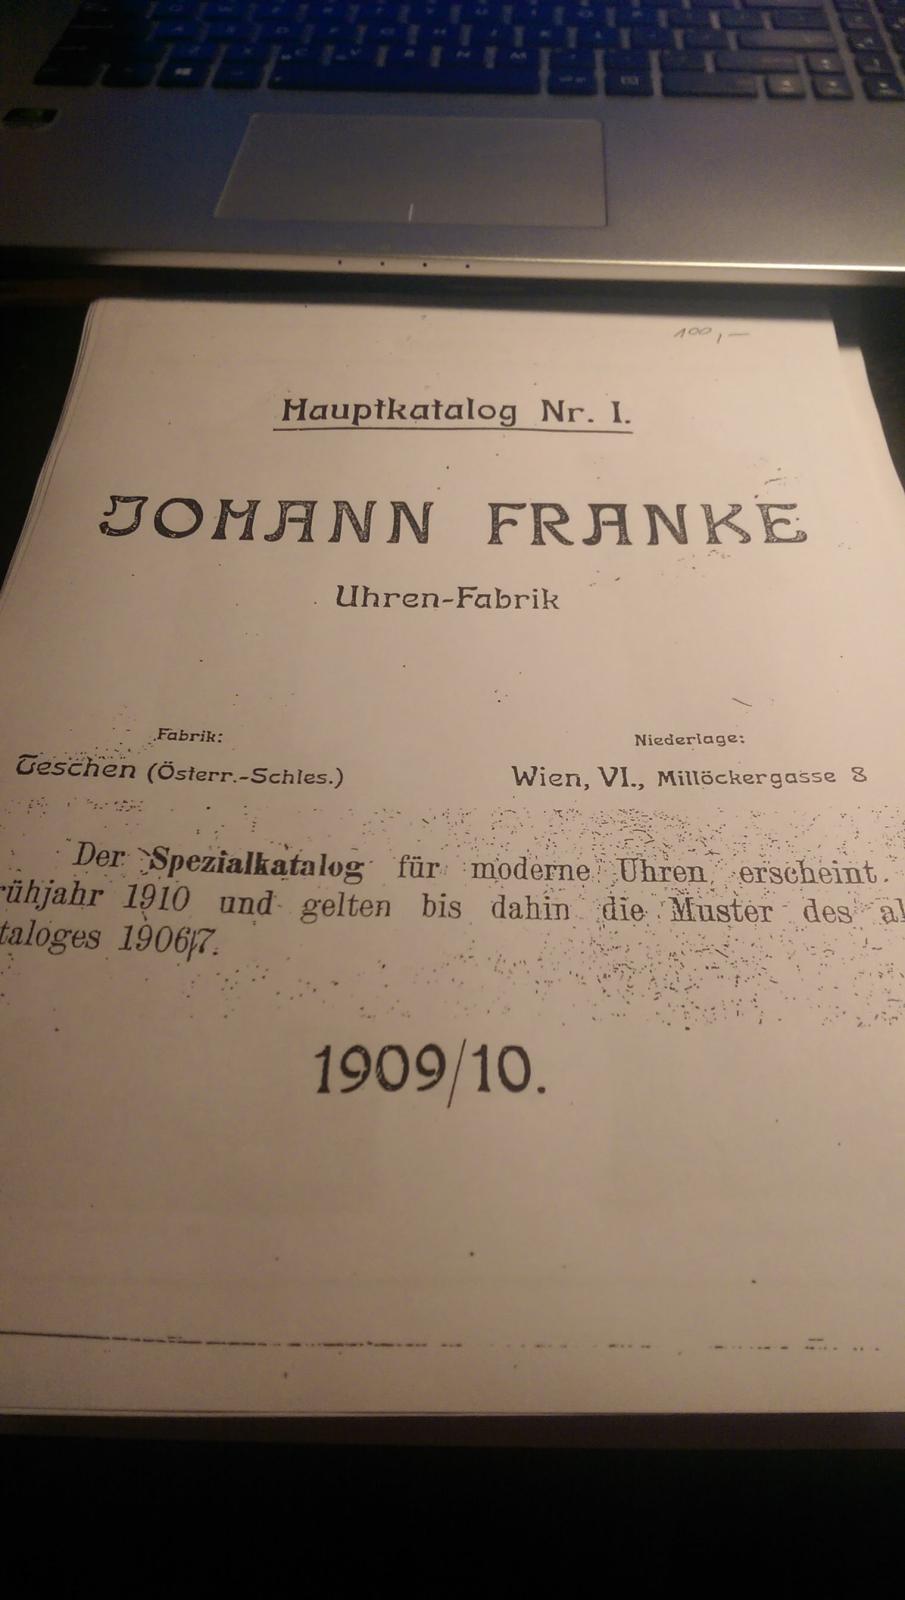 100,—
Hauptkatalog Nr. I.
JOHANN FRANKE
Uhren-Fabrik
Fabrik:
Teschen (Österr.-Schles.)
Niederlage:
Wien, VI., Millöckergasse 8
Der Spezialkatalog für moderne Uhren erscheint
rühjahr 1910 und gelten bis dahin die Muster des al
taloges 1906/7.
1909/10.